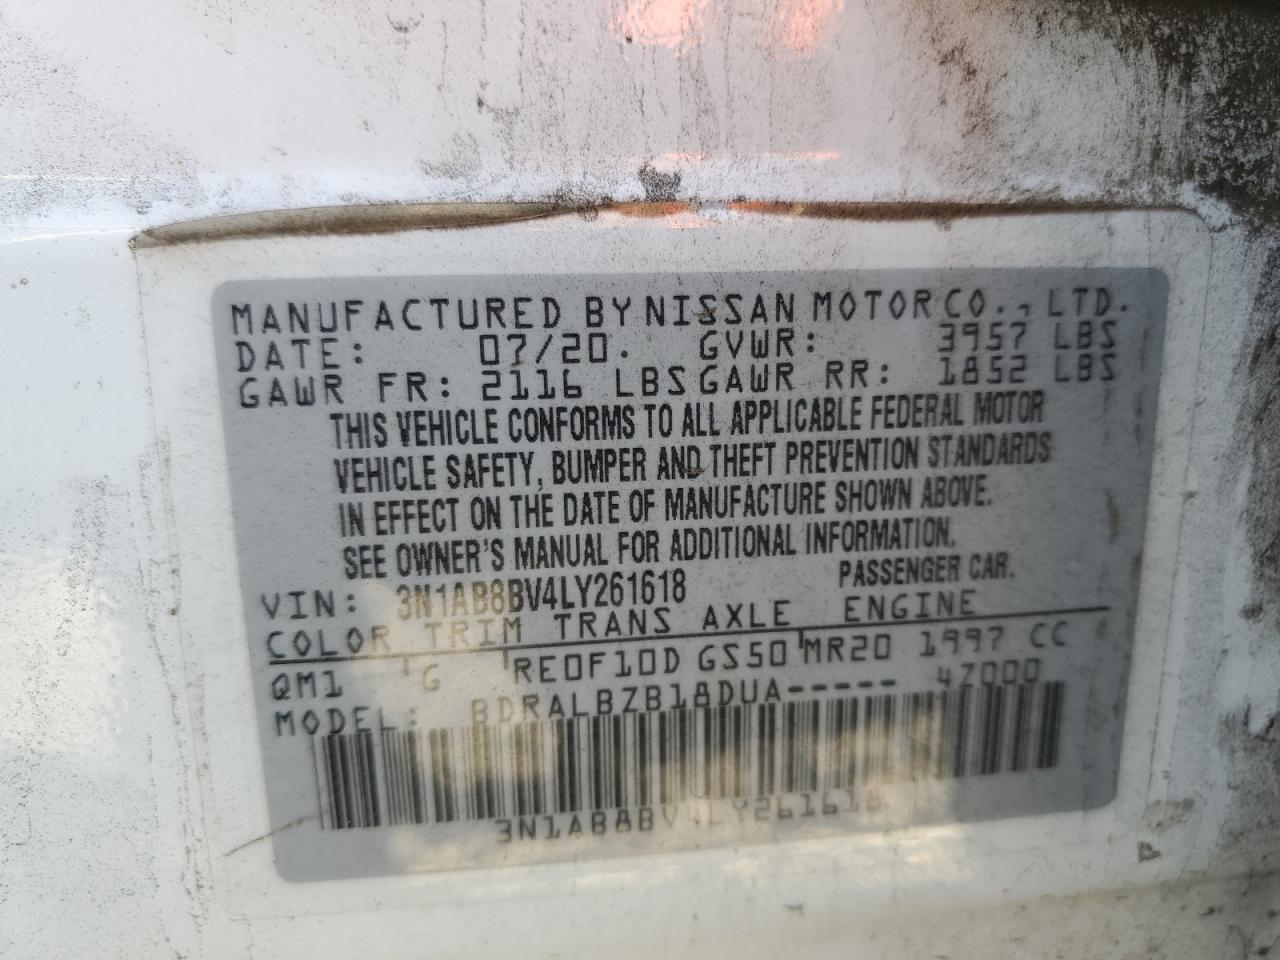 MANUFACTURED BY NISSAN MOTOR CO., LTD.
DATE: 07/20. GVWR: 3957 LBS
GAWR FR: 2116 LBS GAWR RR: 1852 LBS
THIS VEHICLE CONFORMS TO ALL APPLICABLE FEDERAL MOTOR
VEHICLE SAFETY, BUMPER AND THEFT PREVENTION STANDARDS
IN EFFECT ON THE DATE OF MANUFACTURE SHOWN ABOVE.
SEE OWNER'S MANUAL FOR ADDITIONAL INFORMATION.
VIN: 3N1AB8BV4LY261618 PASSENGER CAR.
COLOR TRIM TRANS AXLE ENGINE
QM1 G RE0F10D GS50 MR20 1997 CC
MODEL: BDRALBZB18DUA----- 47000
3N1AB8BV4LY261618